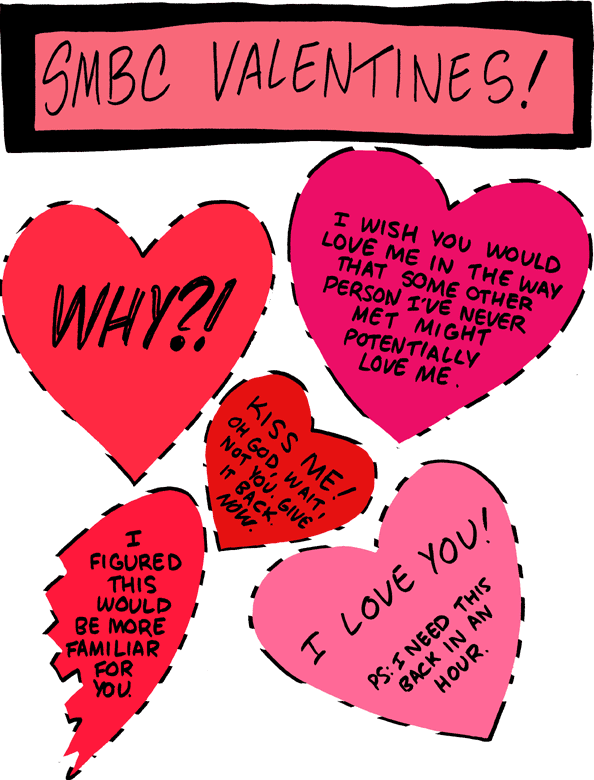 SMBC VALENTINES!
WHY?!
I WISH YOU WOULD
LOVE ME IN THE WAY
THAT SOME OTHER
PERSON I'VE NEVER
MET MIGHT
POTENTIALLY
LOVE ME.
KISS ME!
OH GOD, WAIT,
NOT YOU. GIVE
IT BACK.
NOW.
I
FIGURED
THIS
WOULD
BE MORE
FAMILIAR
FOR
YOU.
I LOVE YOU!
PS: I NEED THIS
BACK IN AN
HOUR.